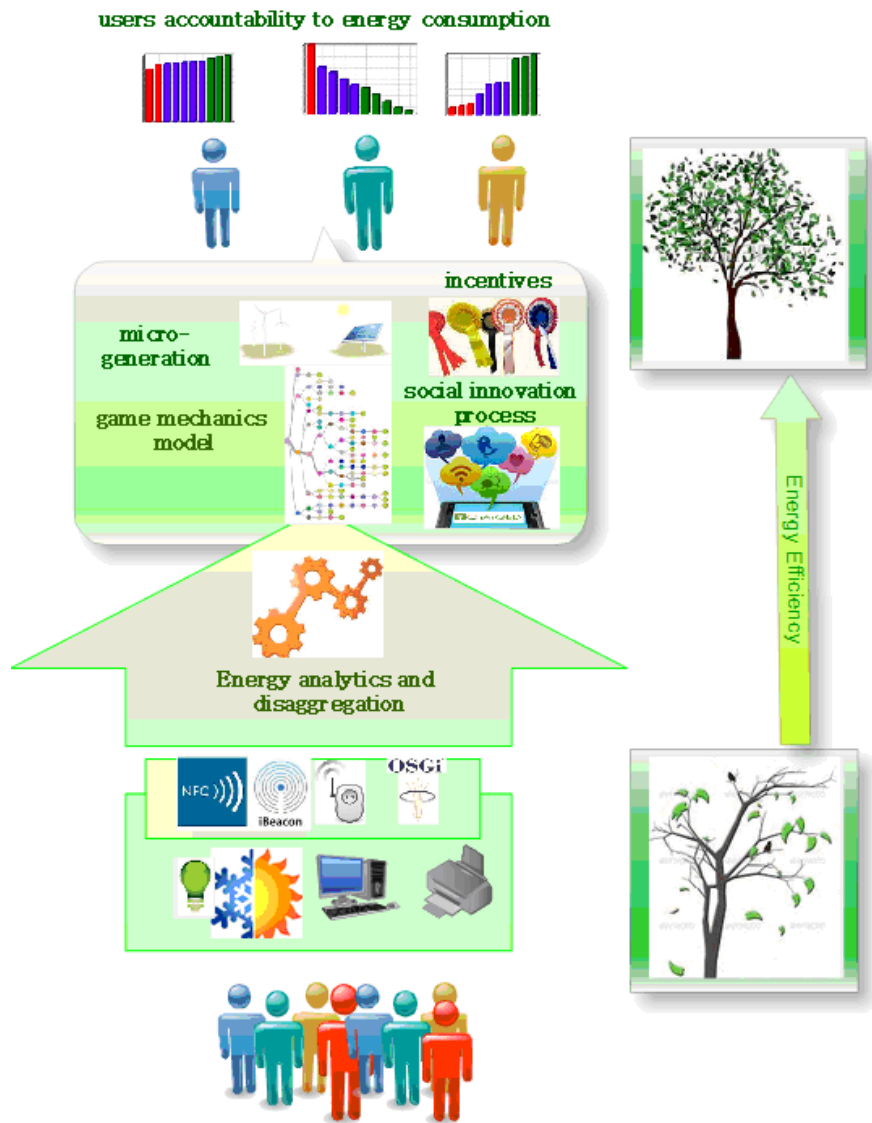 users accountability to energy consumption
incentives
micro-
generation
social innovation
process
game mechanics
model
Energy Efficiency
Energy analytics and
disaggregation
NFC
iBeacon
OSGi